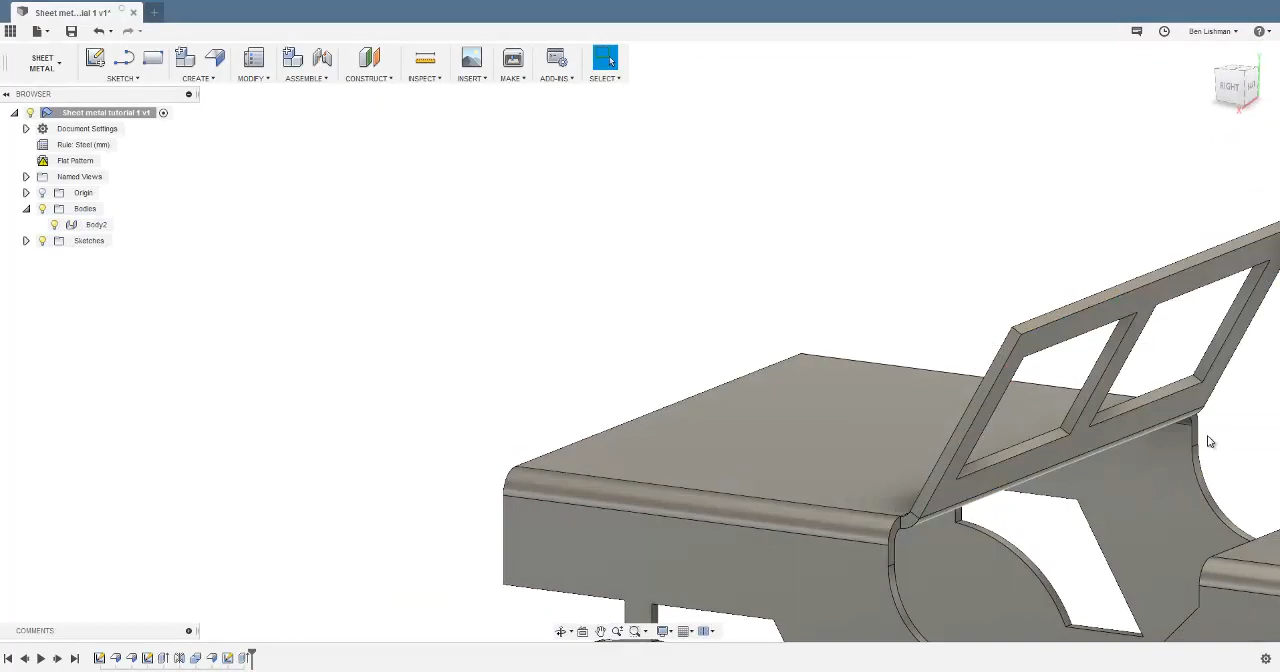 Sheet met...ial 1 v1*
Ben Lishman
SHEET METAL
SKETCH
CREATE
MODIFY
ASSEMBLE
CONSTRUCT
INSPECT
INSERT
MAKE
ADD-INS
SELECT
RIGHT
X
BROWSER
Sheet metal tutorial 1 v1
Document Settings
Rule: Steel (mm)
Flat Pattern
Named Views
Origin
Bodies
Body2
Sketches
COMMENTS